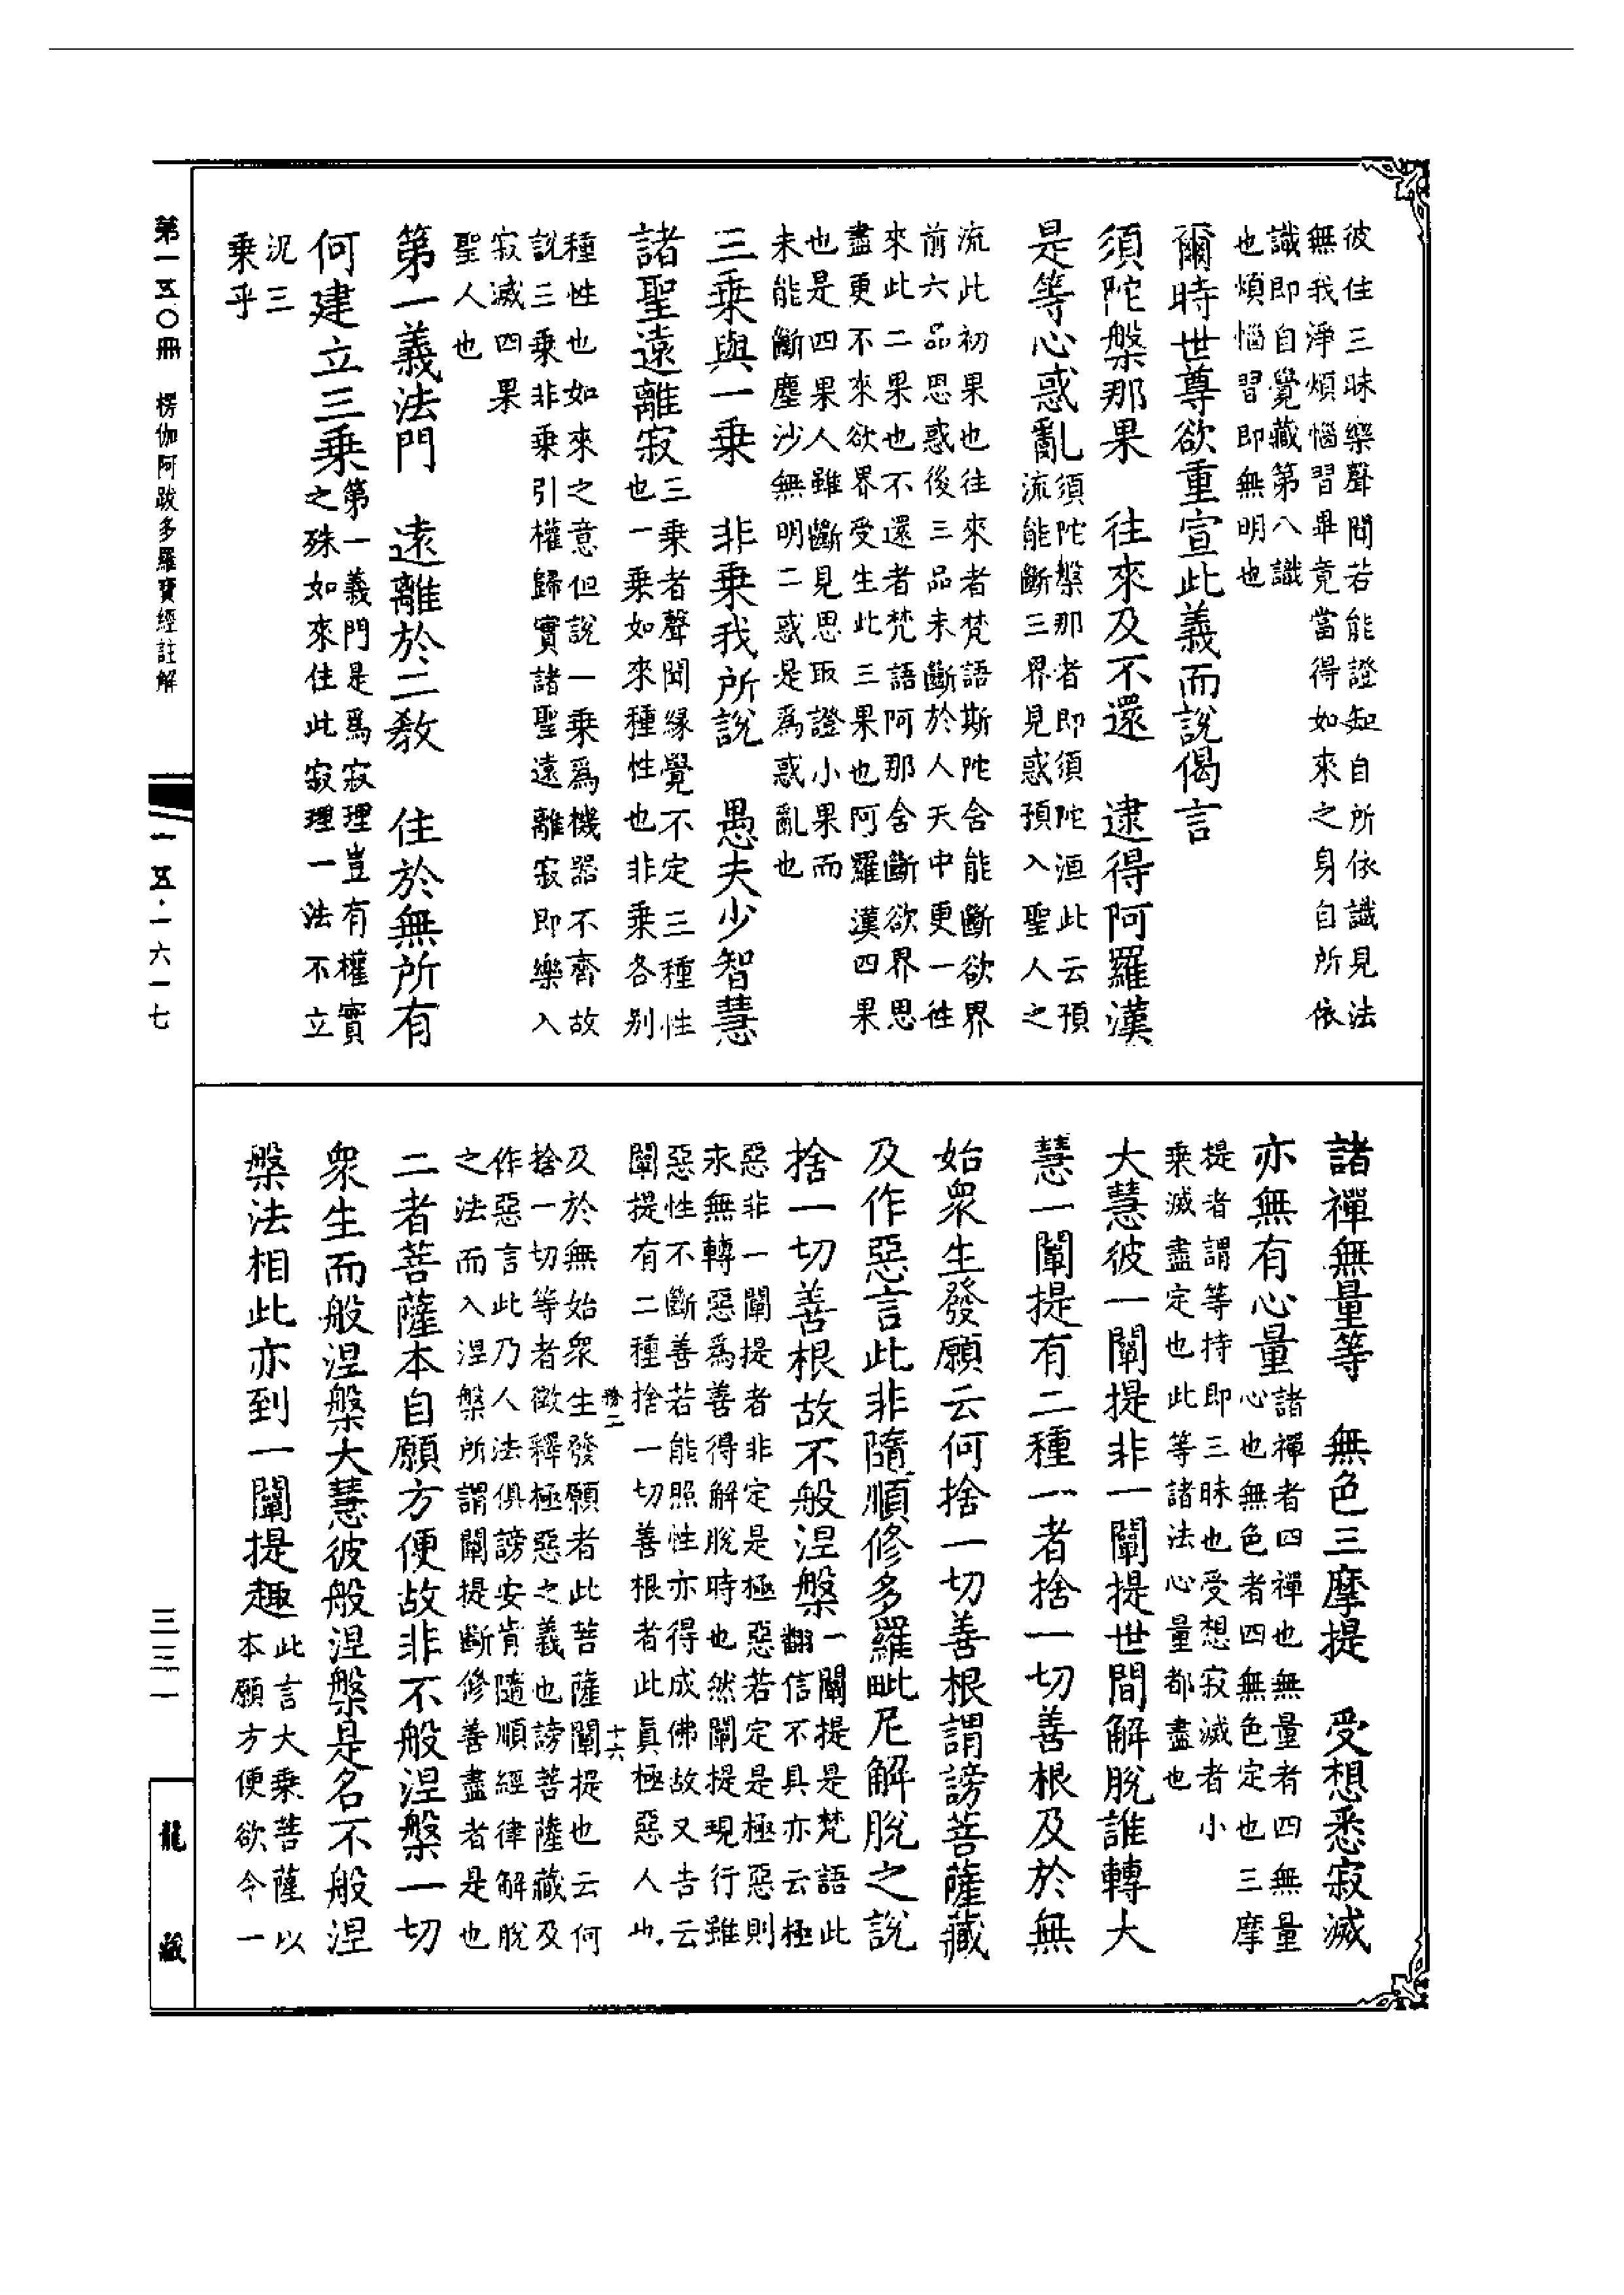 彼住三昧樂聲聞若能證知自所依識見法
無我淨煩惱習畢竟當得如來之身自所依
識即自覺藏第八識
也煩惱習即無明也
爾時世尊欲重宣此義而說偈言
須陀槃那果　往來及不還　逮得阿羅漢
是等心惑亂
須陀槃那者即須陀洹此云預
流能斷三界見惑預入聖人之
流此初果也往來者梵語斯陀含能斷欲界
前六品思惑後三品未斷於人天中更一往
來此二果也不還者梵語阿那含斷欲界思
盡更不來欲界受生此三果也阿羅漢四果
也是四果人雖斷見思取證小果而
未能斷塵沙無明二惑是爲惑亂也
三乘與一乘　非乘我所說　愚夫少智慧
諸聖遠離寂
三乘者聲聞緣覺不定三種性
也一乘如來種性也非乘各別
種性也如來之意但說一乘爲機器不齊故
說三乘非乘引權歸實諸聖遠離寂即樂入
寂滅四果
聖人也
第一義法門　遠離於二教　住於無所有
何建立三乘
第一義門是爲寂理豈有權實
之殊如來住此寂理一法不立
況三
乘乎
諸禪無量等　無色三摩提　受想悉寂滅
亦無有心量
諸禪者四禪也無量者四無量
心也無色者四無色定也三摩
提者謂等持即三昧也受想寂滅者小
乘滅盡定也此等諸法心量都盡也
大慧彼一闡提非一闡提世間解脫誰轉大
慧一闡提有二種一者捨一切善根及於無
始衆生發願云何捨一切善根謂謗菩薩藏
及作惡言此非隨順修多羅毗尼解脫之說
捨一切善根故不般涅槃
一闡提是梵語此
翻信不具亦云極
惡非一闡提者非定是極惡若定是極惡則
永無轉惡爲善得解脫時也然闡提現行雖
惡性不斷善若能照性亦得成佛故又告云
闡提有二種捨一切善根者此眞極惡人也
及於無始衆生發願者此菩薩闡提也云何
捨一切等者徵釋極惡之義也謗菩薩藏及
作惡言此乃人法俱謗安肯隨順經律解脫
之法而入涅槃所謂闡提斷修善盡者是也
二者菩薩本自願方便故非不般涅槃一切
衆生而般涅槃大慧彼般涅槃是名不般涅
槃法相此亦到一闡提趣
此言大乘菩薩以
本願方便欲令一
十六
第一五〇冊　楞伽阿跋多羅寶經註解
一五·一六一七
三三一
龍藏